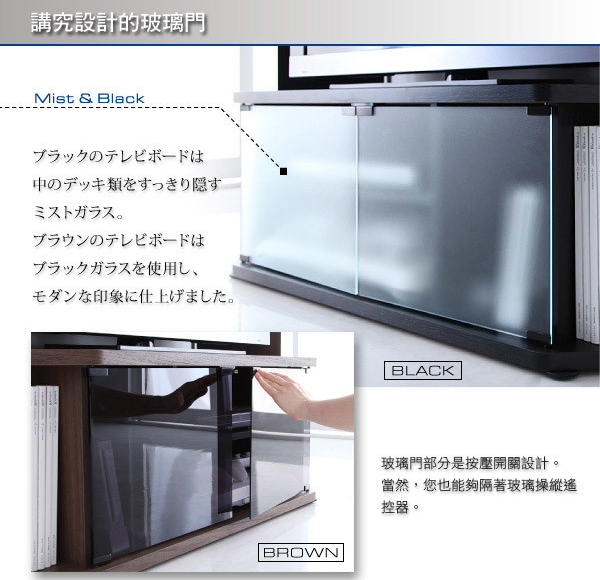 講究設計的玻璃門
Mist & Black
ブラックのテレビボードは
中のデッキ類をすっきり隠す
ミストガラス。
ブラウンのテレビボードは
ブラックガラスを使用し、
モダンな印象に仕上げました。
BLACK
BROWN
玻璃門部分是按壓開關設計。
當然，您也能夠隔著玻璃操縱遙
控器。